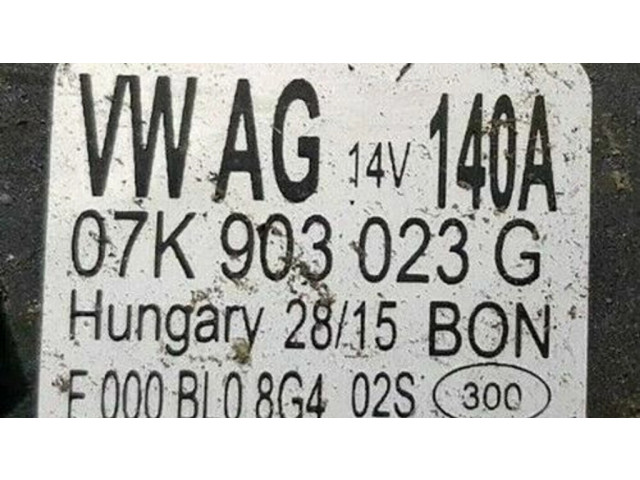 VW AG 14V 140A
07K 903 023 G
Hungary 28/15 BON
F 000 BL0 8G4 02S 300